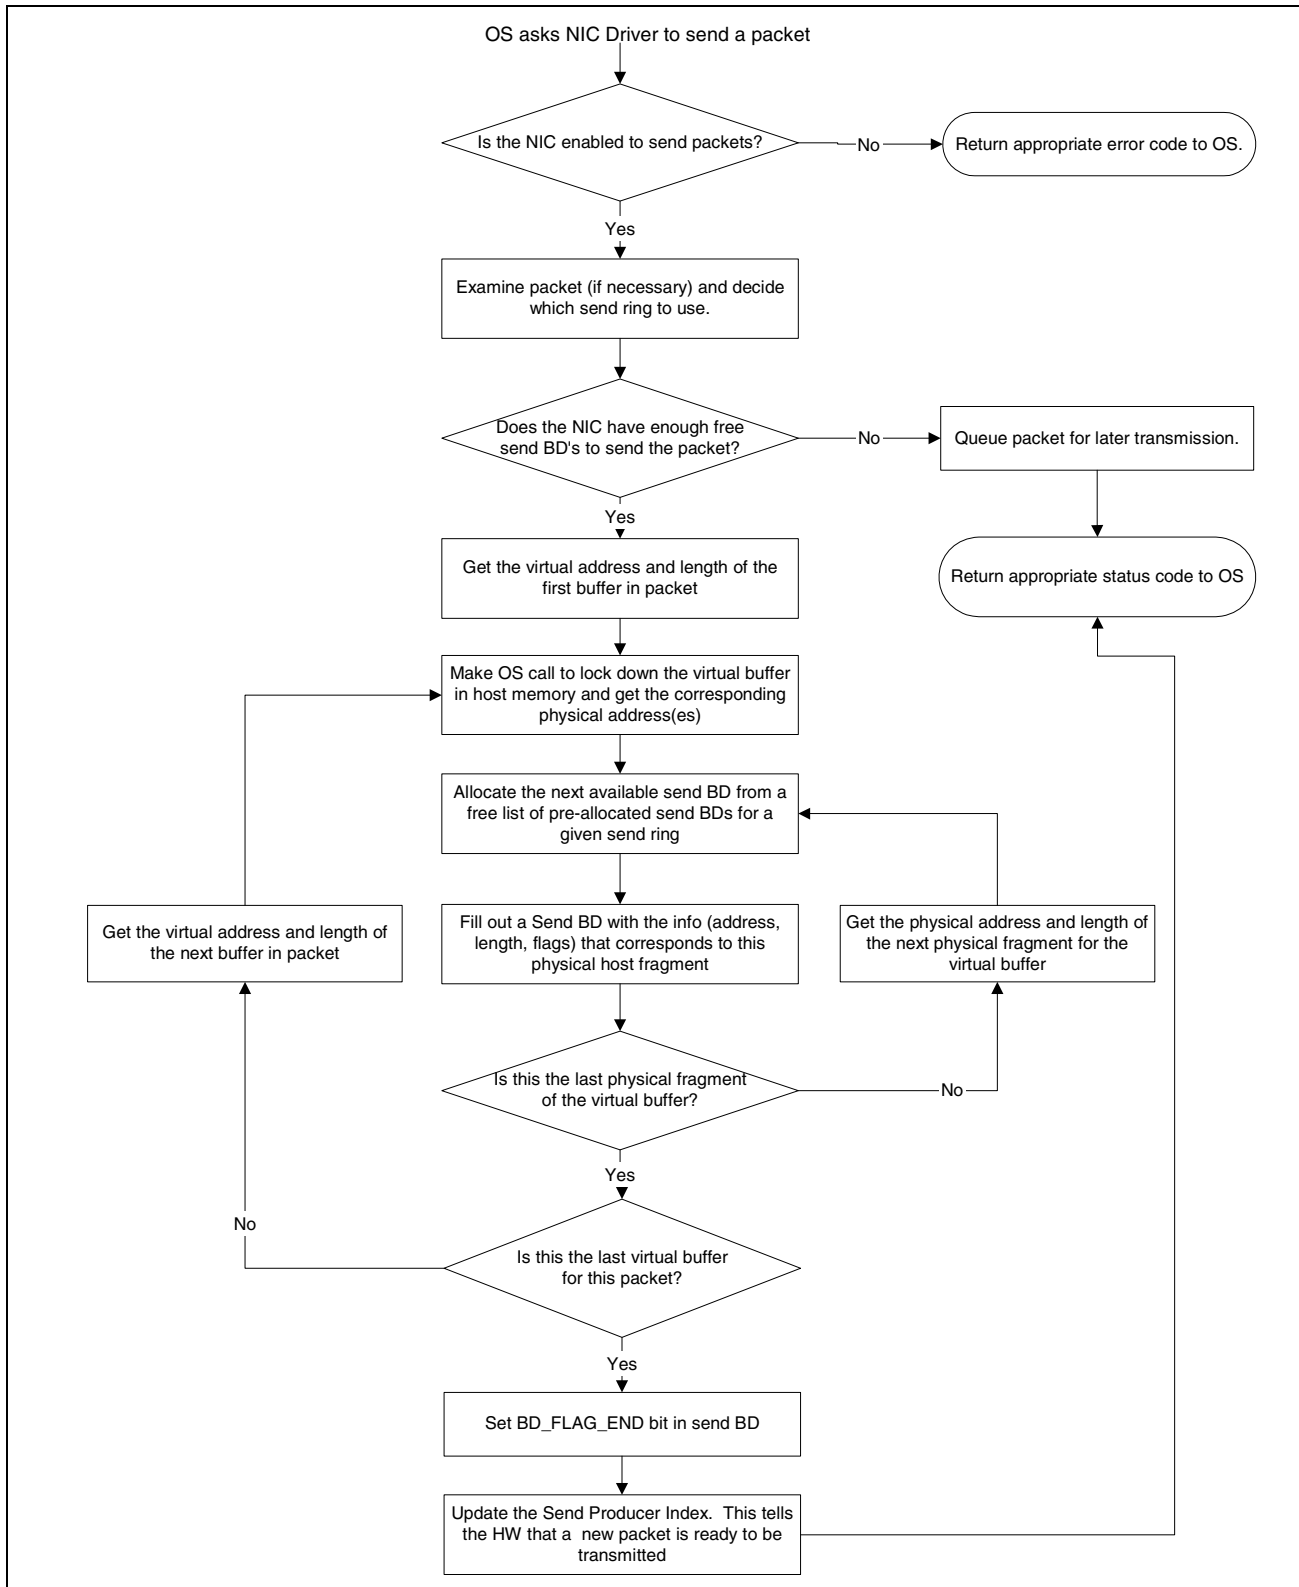 OS asks NIC Driver to send a packet
Is the NIC enabled to send packets?
No
Return appropriate error code to OS.
Yes
Examine packet (if necessary) and decide
which send ring to use.
Does the NIC have enough free
send BD's to send the packet?
No
Queue packet for later transmission.
Yes
Get the virtual address and length of the
first buffer in packet
Return appropriate status code to OS
Make OS call to lock down the virtual buffer
in host memory and get the corresponding
physical address(es)
Allocate the next available send BD from a
free list of pre-allocated send BDs for a
given send ring
Get the virtual address and length of
the next buffer in packet
Fill out a Send BD with the info (address,
length, flags) that corresponds to this
physical host fragment
Get the physical address and length of
the next physical fragment for the
virtual buffer
Is this the last physical fragment
of the virtual buffer?
No
Yes
No
Is this the last virtual buffer
for this packet?
Yes
Set BD_FLAG_END bit in send BD
Update the Send Producer Index.  This tells
the HW that a  new packet is ready to be
transmitted